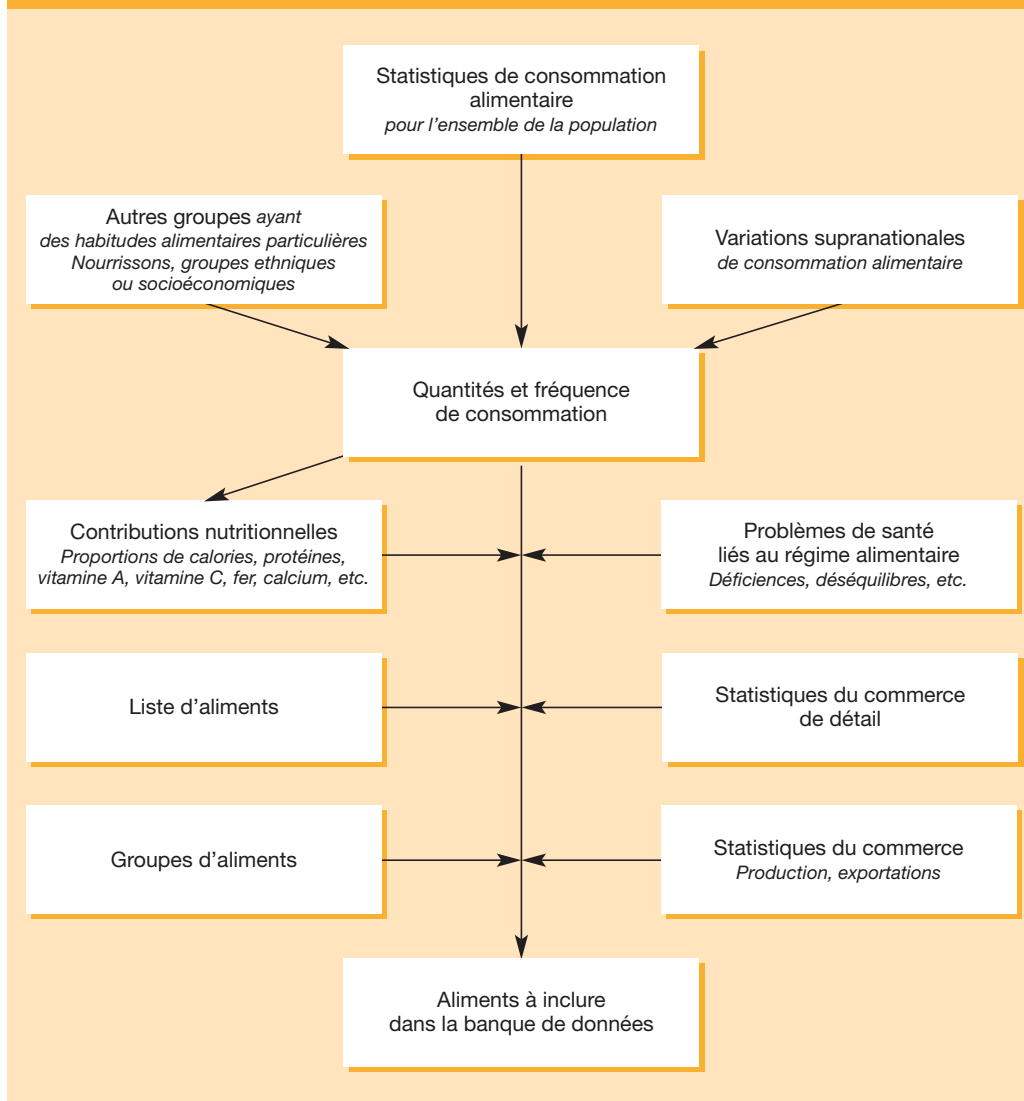 Statistiques de consommation
alimentaire
pour l'ensemble de la population
Autres groupes ayant
des habitudes alimentaires particulières
Nourrissons, groupes ethniques
ou socioéconomiques
Variations supranationales
de consommation alimentaire
Quantités et fréquence
de consommation
Contributions nutritionnelles
Proportions de calories, protéines,
vitamine A, vitamine C, fer, calcium, etc.
Problèmes de santé
liés au régime alimentaire
Déficiences, déséquilibres, etc.
Liste d’aliments
Statistiques du commerce
de détail
Groupes d’aliments
Statistiques du commerce
Production, exportations
Aliments à inclure
dans la banque de données